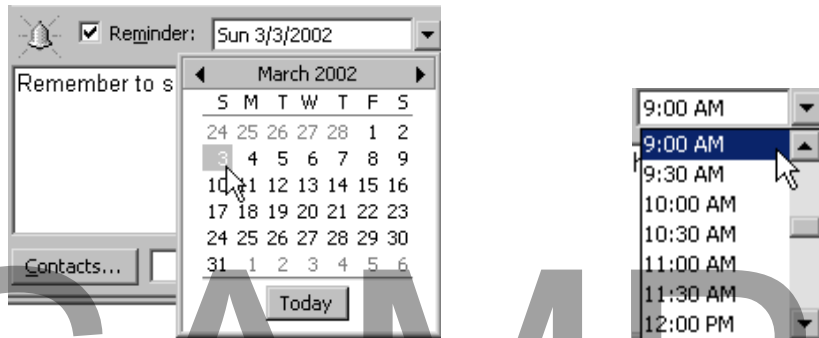 Reminder: Sun 3/3/2002
Remember to s
March 2002
S M T W T F S
24 25 26 27 28 1 2
3 4 5 6 7 8 9
10 11 12 13 14 15 16
17 18 19 20 21 22 23
24 25 26 27 28 29 30
31 1 2 3 4 5 6
Today
Contacts...
9:00 AM
9:00 AM
9:30 AM
10:00 AM
10:30 AM
11:00 AM
11:30 AM
12:00 PM